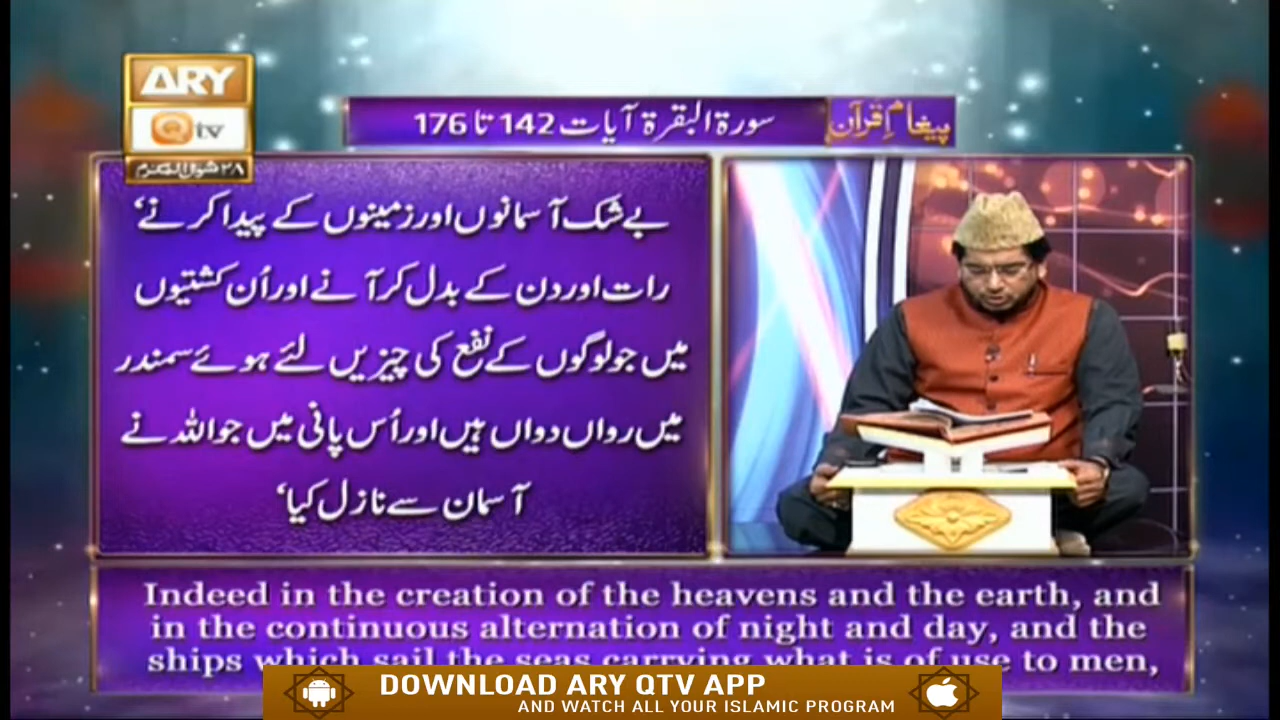 ARY
Qtv
۲۸ شوال المکرم
سورۃ البقرۃ آیات 142 تا 176
پیغام قرآن
بے شک آسمانوں اور زمینوں کے پیدا کرنے‘
رات اور دن کے بدل کر آنے اور اُن کشتیوں
میں جو لوگوں کے نفع کی چیزیں لئے ہوئے سمندر
میں رواں دواں ہیں اور اُس پانی میں جو اللہ نے
آسمان سے نازل کیا‘
Indeed in the creation of the heavens and the earth, and
in the continuous alternation of night and day, and the
ships which sail the seas carrying what is of use to men,
DOWNLOAD ARY QTV APP
AND WATCH ALL YOUR ISLAMIC PROGRAM